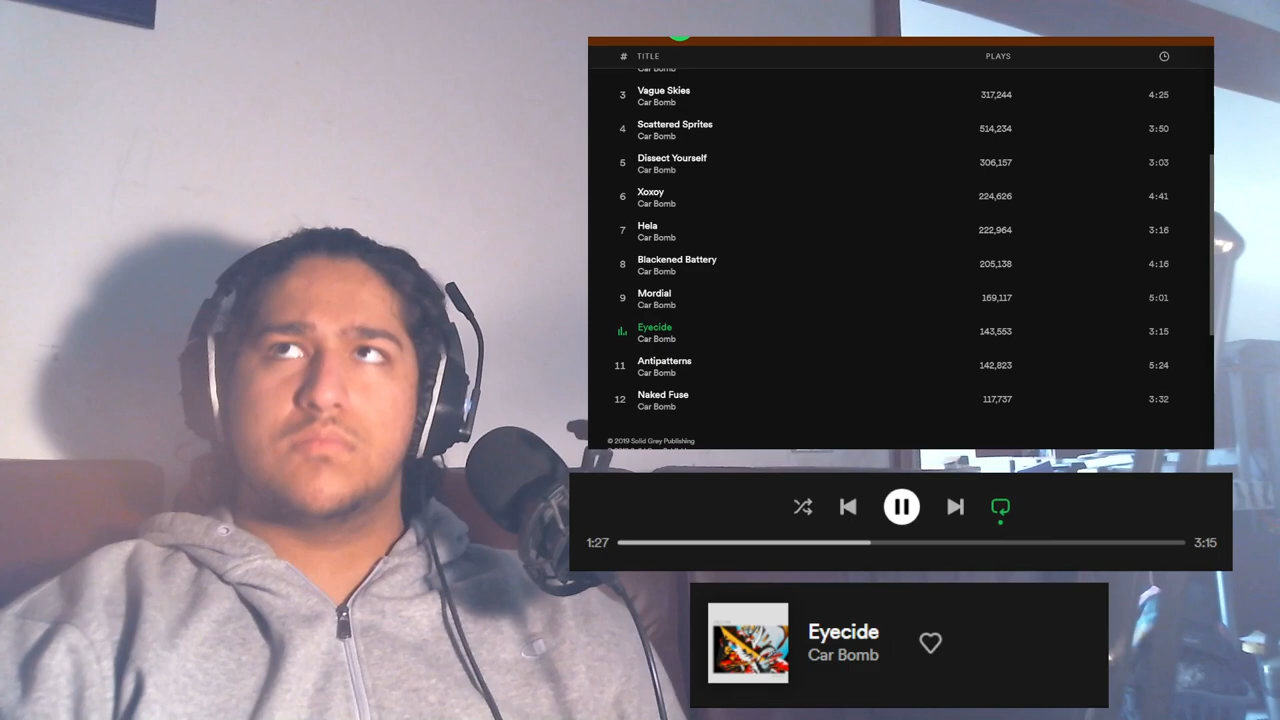 # TITLE PLAYS
Car Bomb
3 Vague Skies 317,244 4:25
Car Bomb
4 Scattered Sprites 514,234 3:50
Car Bomb
5 Dissect Yourself 306,157 3:03
Car Bomb
6 Xoxoy 224,626 4:41
Car Bomb
7 Hela 222,964 3:16
Car Bomb
8 Blackened Battery 205,138 4:16
Car Bomb
9 Mordial 169,117 5:01
Car Bomb
Eyecide 143,553 3:15
Car Bomb
11 Antipatterns 142,823 5:24
Car Bomb
12 Naked Fuse 117,737 3:32
Car Bomb
© 2019 Solid Grey Publishing
1:27 3:15
Eyecide
Car Bomb